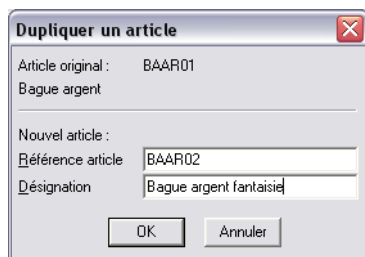 Dupliquer un article
Article original : BAAR01
Bague argent
Nouvel article :
Référence article BAAR02
Désignation Bague argent fantaisie
OK Annuler